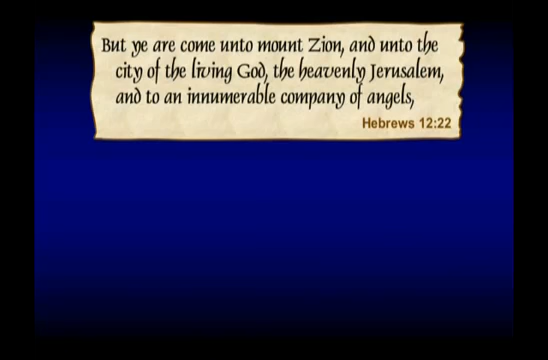 But ye are come unto mount Zion, and unto the
city of the living God, the heavenly Jerusalem,
and to an innumerable company of angels,
Hebrews 12:22